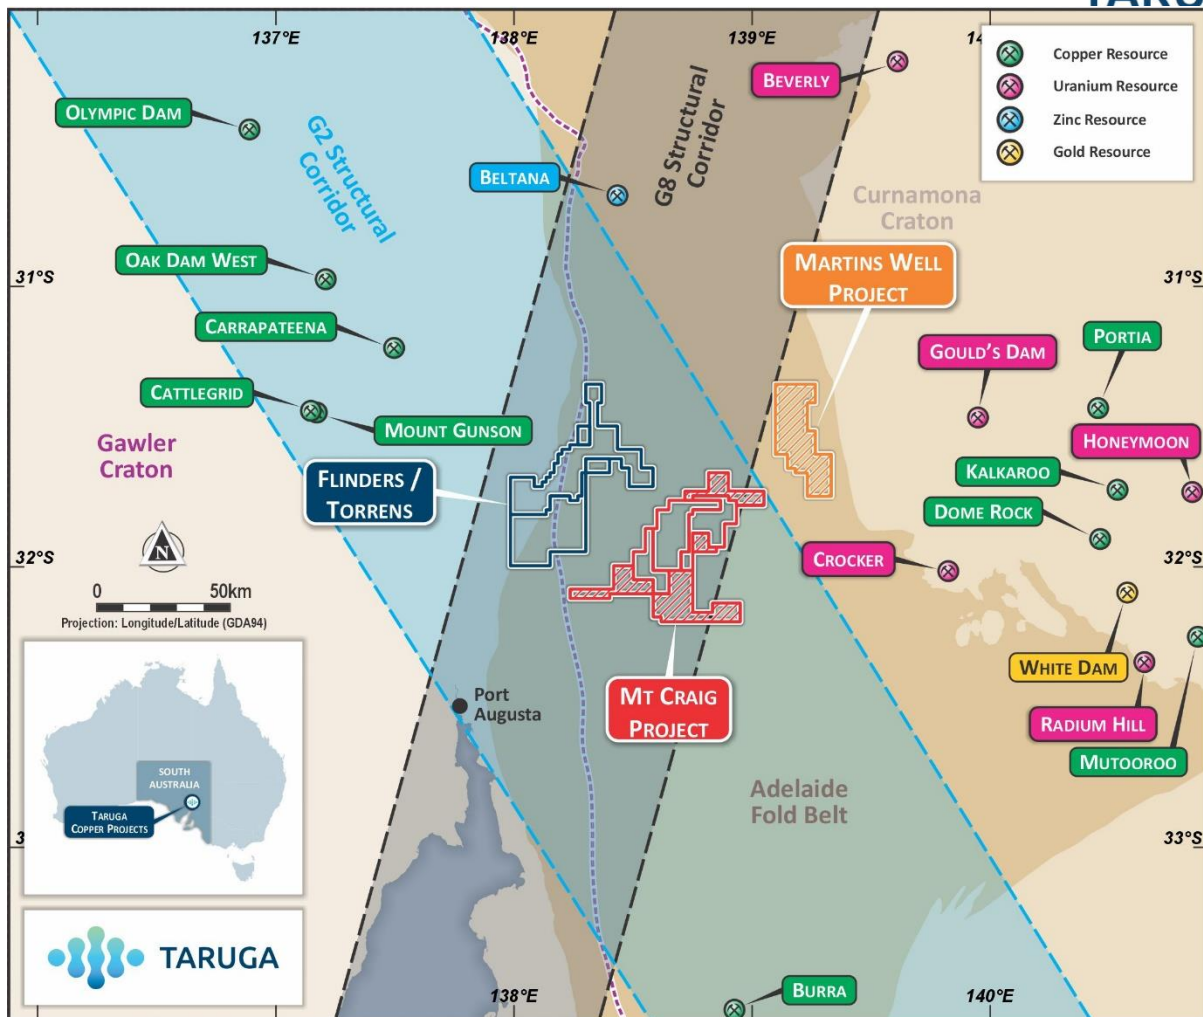 137°E
138°E
139°E
OLYMPIC DAM
G2 Structural
Corridor
BELTANA
G8 Structural
Corridor
BEVERLY
Copper Resource
Uranium Resource
Zinc Resource
Gold Resource
Curnamona
Craton
31°S
31°S
OAK DAM WEST
CARRAPATEENA
CATTLEGRID
MOUNT GUNSON
MARTINS WELL
PROJECT
GOULD'S DAM
PORTIA
HONEYMOON
KALKAROO
DOME ROCK
Gawler
Craton
FLINDERS /
TORRENS
N
32°S
32°S
0 50km
Projection: Longitude/Latitude (GDA94)
CROCKER
WHITE DAM
RADIUM HILL
MUTOOROO
MT CRAIG
PROJECT
Port
Augusta
Adelaide
Fold Belt
SOUTH
AUSTRALIA
TARUGA
COPPER PROJECTS
33°S
TARUGA
138°E
BURRA
140°E